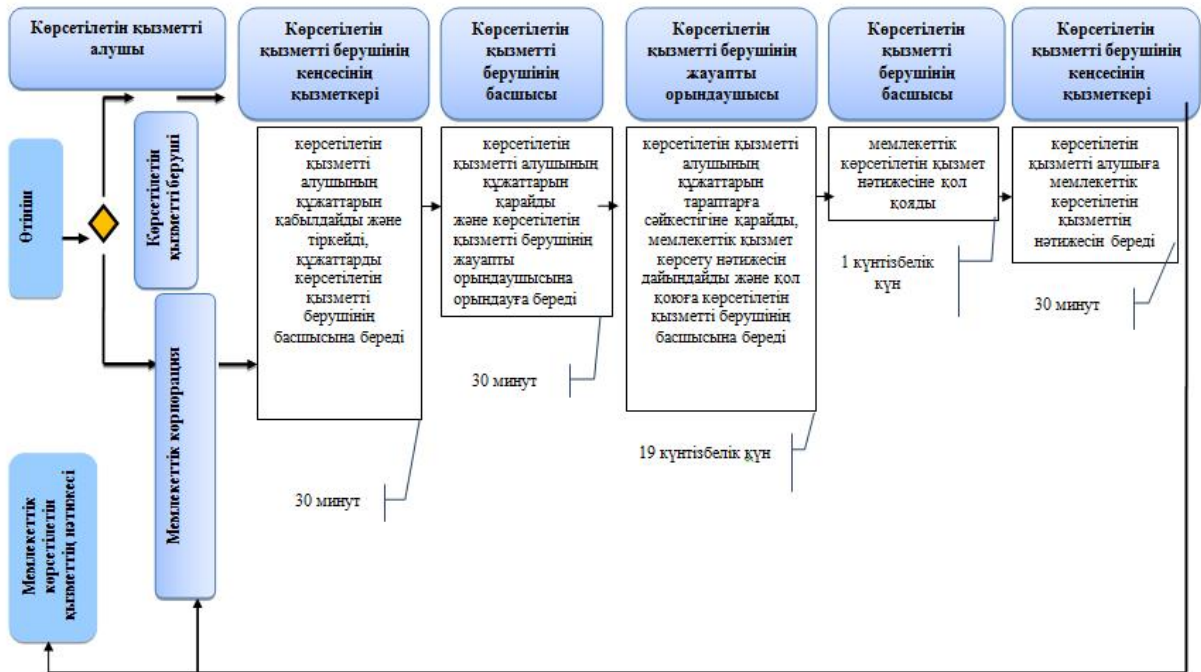 Көрсетілетін қызметті
алушы
Көрсетілетін
қызметті берушінің
кеңсесінің
қызметкері
Көрсетілетін
қызметті
берушінің
басшысы
Көрсетілетін
қызметті берушінің
жауапты
орындаушысы
Көрсетілетін
қызметті
берушінің
басшысы
Көрсетілетін
қызметті берушінің
кеңсесінің
қызметкері
Өтініш
Көрсетілетін
қызметті беруші
Мемлекеттік корпорация
Мемлекеттік
көрсетілетін
қызметтің нәтижесі
көрсетілетін
қызметті
алушының
құжаттарын
қабылдайды және
тіркейді,
құжаттарды
көрсетілетін
қызметті
берушінің
басшысына береді
30 минут
көрсетілетін
қызметті алушының
құжаттарын
қарайды
және көрсетілетін
қызметті берушінің
жауапты
орындаушысына
орындауға береді
30 минут
көрсетілетін қызметті
алушының
құжаттарын
тараптарға
сәйкестігіне қарайды,
мемлекеттік қызмет
көрсету нәтижесін
дайындайды және қол
қоюға көрсетілетін
қызметті берушінің
басшысына береді
19 күнтізбелік күн
мемлекеттік
көрсетілетін қызмет
нәтижесіне қол
қояды
1 күнтізбелік
күн
көрсетілетін
қызметті алушыға
мемлекеттік
көрсетілетін
қызметтің
нәтижесін береді
30 минут